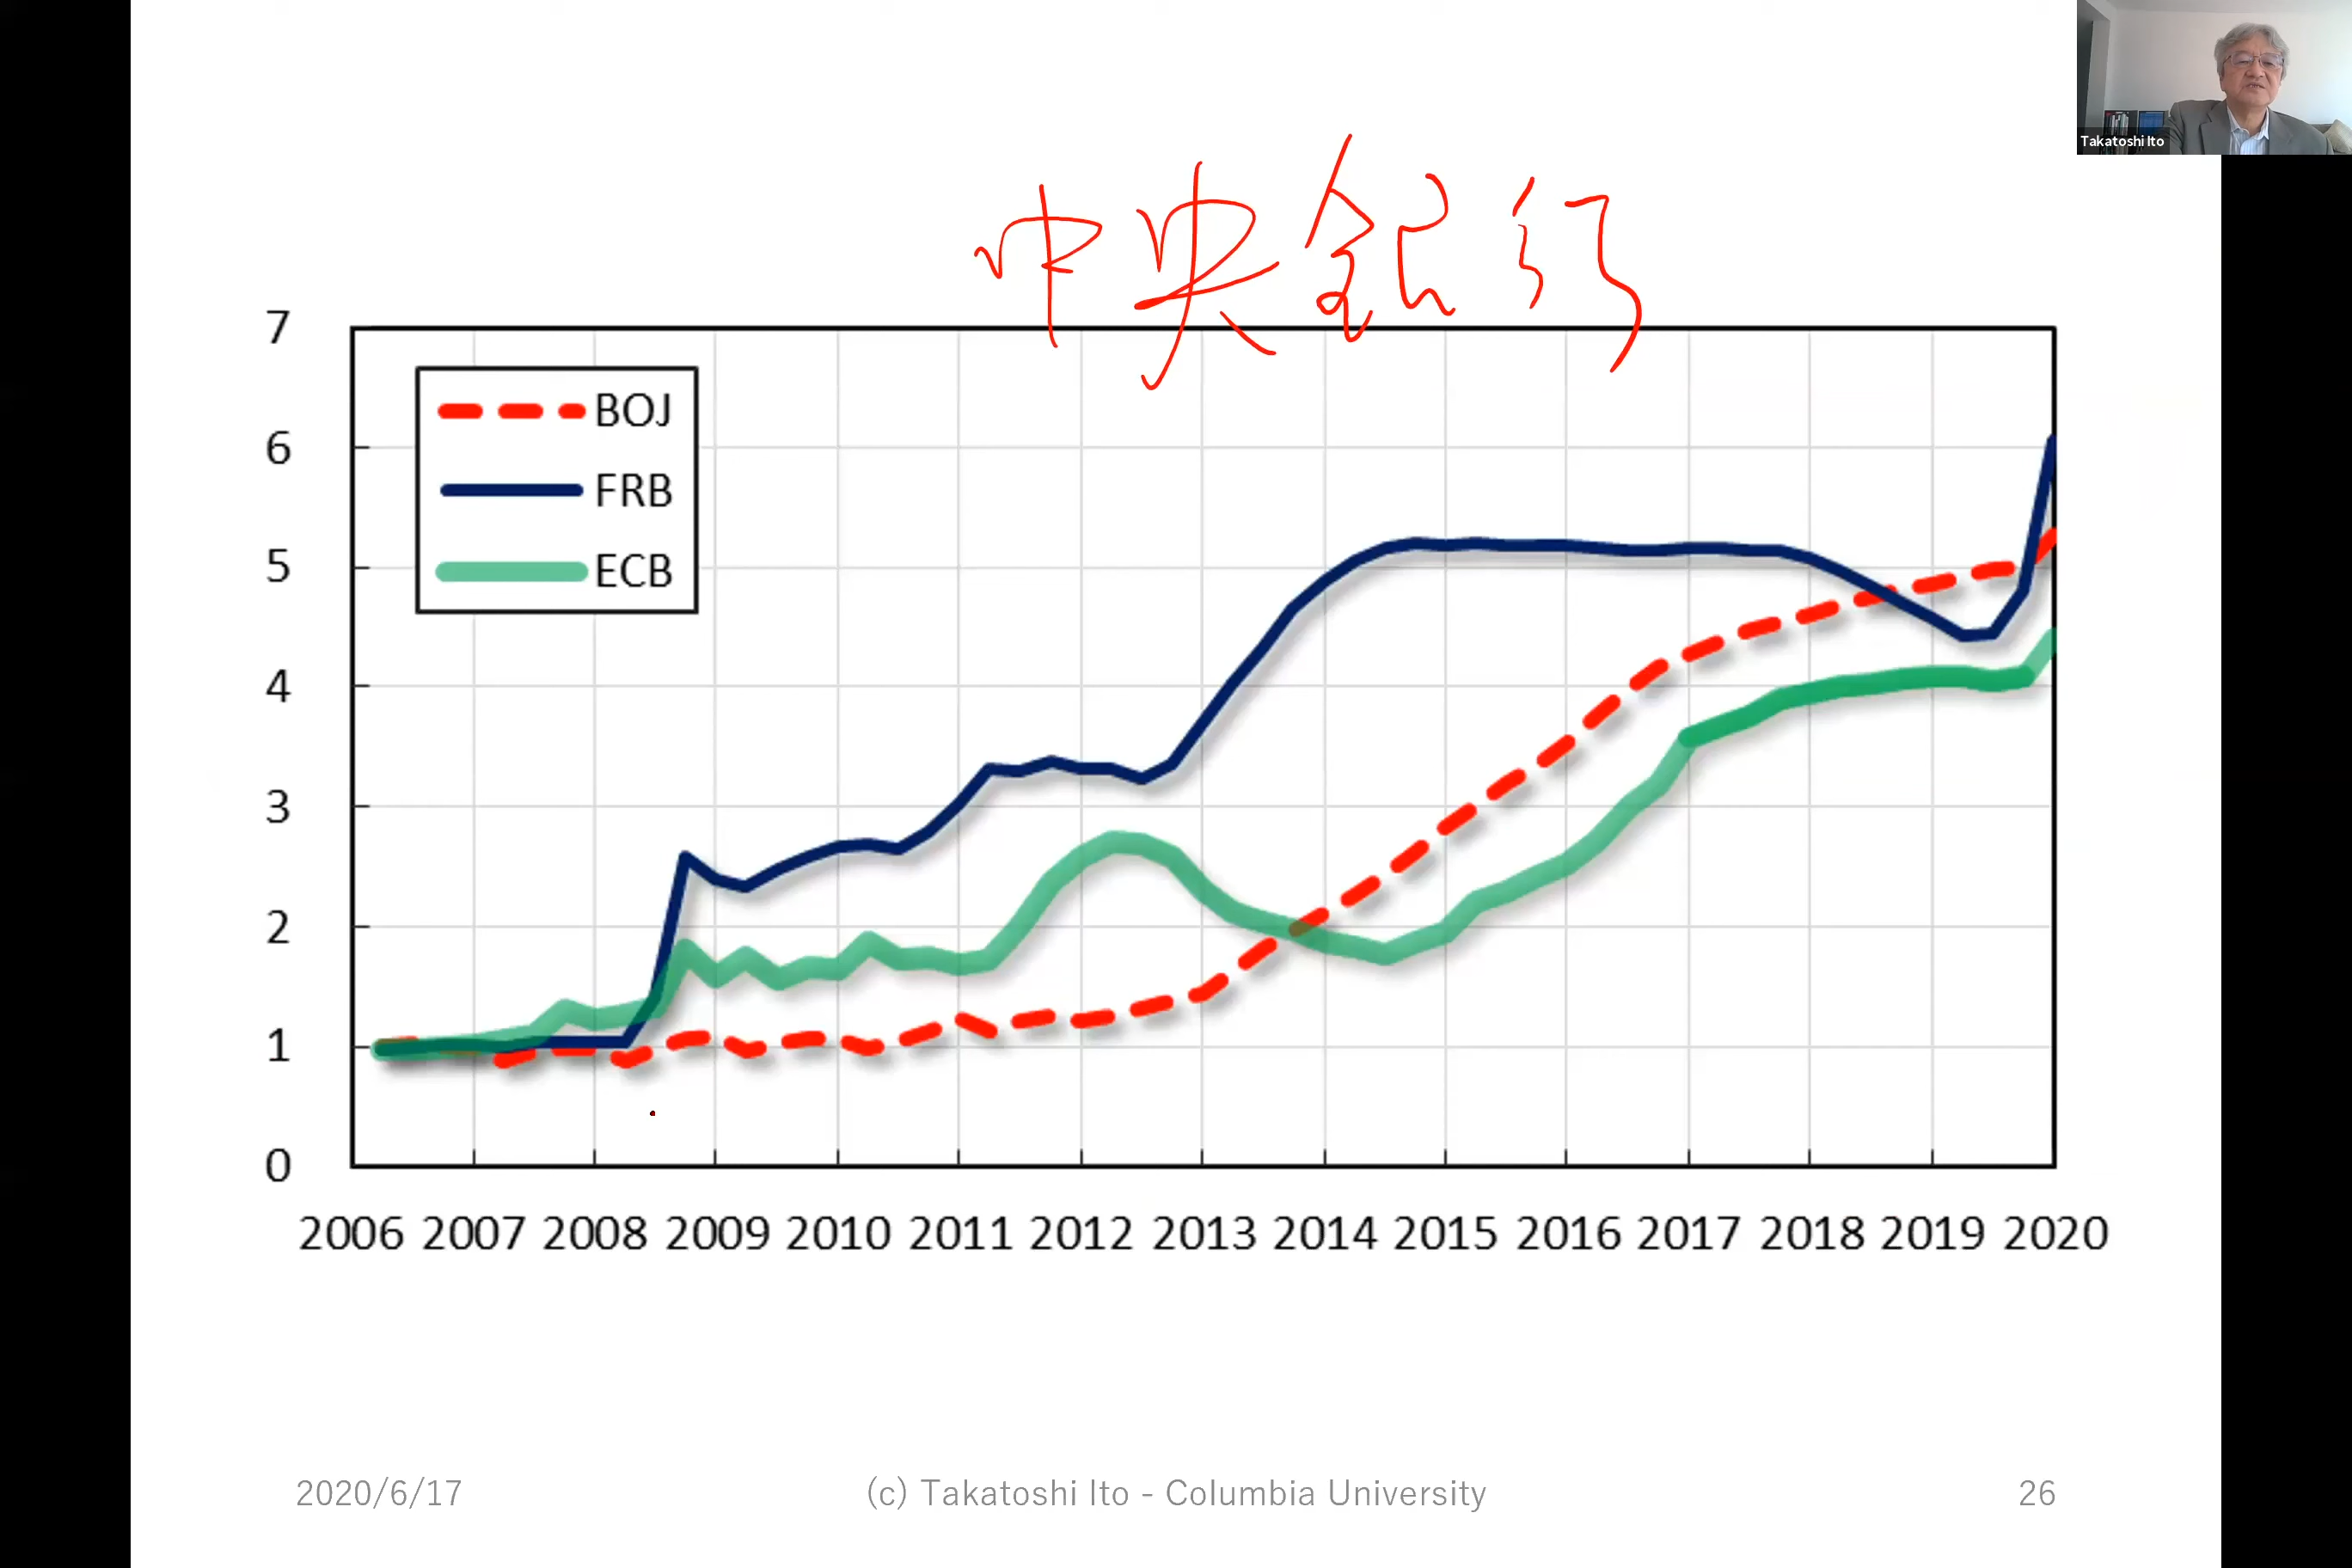 Takatoshi Ito
中央銀行
7
BOJ
6
FRB
5
ECB
4
3
2
1
0
2006 2007 2008 2009 2010 2011 2012 2013 2014 2015 2016 2017 2018 2019 2020
2020/6/17 (c) Takatoshi Ito - Columbia University 26